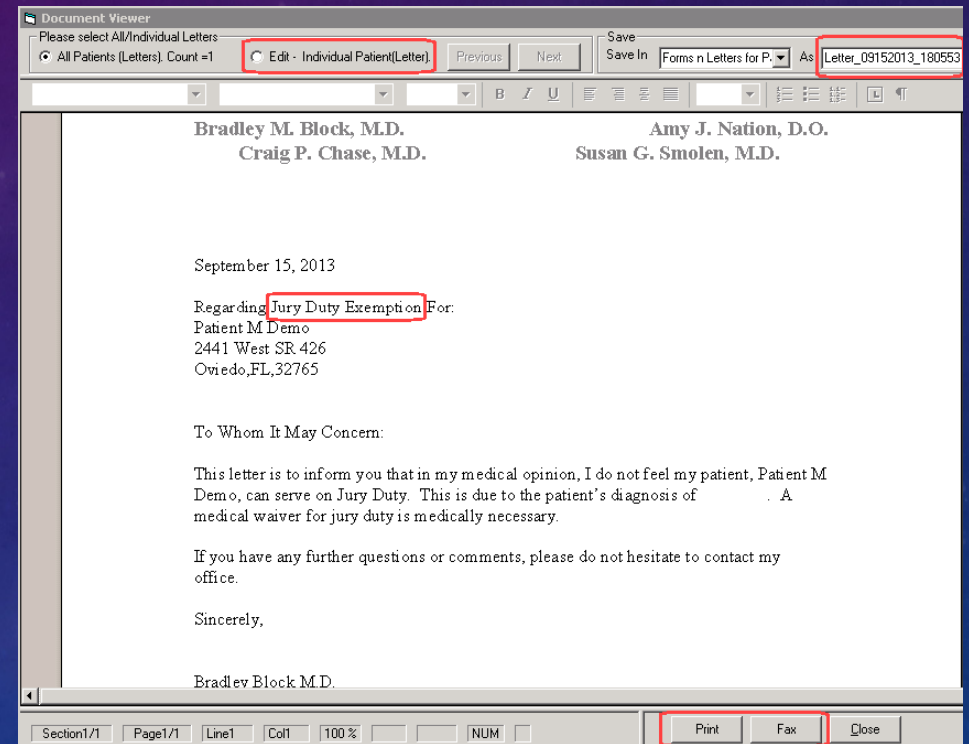 Document Viewer
Please select All/Individual Letters
All Patients (Letters). Count =1 Edit - Individual Patient(Letter). Previous Next
Save
Save In Forms n Letters for P. As Letter_09152013_180553
B I U L ¶
Bradley M. Block, M.D. Amy J. Nation, D.O.
Craig P. Chase, M.D. Susan G. Smolen, M.D.
September 15, 2013
Regarding Jury Duty Exemption For:
Patient M Demo
2441 West SR 426
Oviedo,FL,32765
To Whom It May Concern:
This letter is to inform you that in my medical opinion, I do not feel my patient, Patient M
Demo, can serve on Jury Duty. This is due to the patient's diagnosis of . A
medical waiver for jury duty is medically necessary.
If you have any further questions or comments, please do not hesitate to contact my
office.
Sincerely,
Bradley Block M.D.
Section1/1 Page1/1 Line1 Col1 100 % NUM Print Fax Close